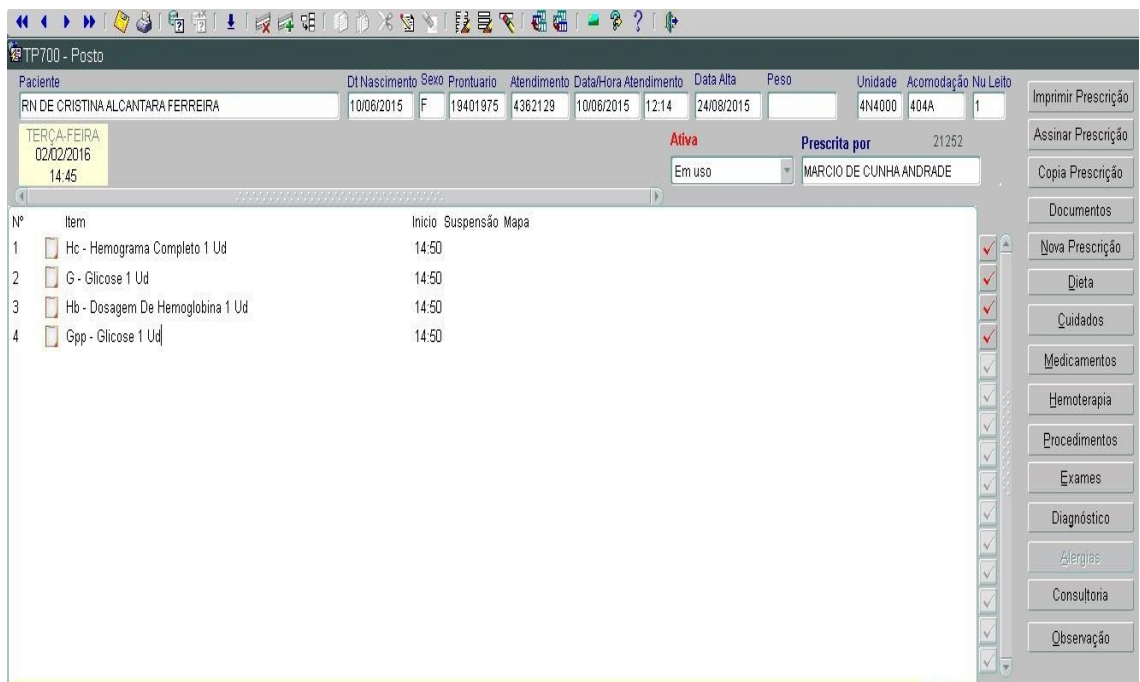 TP700 - Posto
Paciente Dt Nascimento Sexo Prontuario Atendimento Data/Hora Atendimento Data Alta Peso Unidade Acomodação Nu Leito
RN DE CRISTINA ALCANTARA FERREIRA 10/06/2015 F 19401975 4362129 10/06/2015 12:14 24/08/2015 4N4000 404A 1
TERÇA-FEIRA
02/02/2016
14:45
Ativa Prescrita por 21252
Em uso MARCIO DE CUNHA ANDRADE
Nº Item Inicio Suspensão Mapa
1 Hc - Hemograma Completo 1 Ud 14:50
2 G - Glicose 1 Ud 14:50
3 Hb - Dosagem De Hemoglobina 1 Ud 14:50
4 Gpp - Glicose 1 Ud 14:50
Imprimir Prescrição
Assinar Prescrição
Copia Prescrição
Documentos
Nova Prescrição
Dieta
Cuidados
Medicamentos
Hemoterapia
Procedimentos
Exames
Diagnóstico
Alergias
Consultoria
Observação